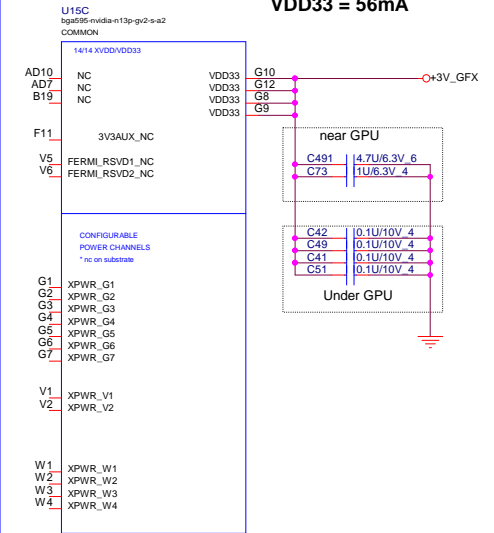 VDD33 = 56mA
U15C
bga595-nvidia-n13p-gv2-s-a2
COMMON
14/14 XVDD/VDD33
AD10 NC VDD33 G10 +3V_GFX
AD7 NC VDD33 G12
B19 NC VDD33 G8
VDD33 G9
F11 3V3AUX_NC
near GPU
V5 FERMI_RSVD1_NC
V6 FERMI_RSVD2_NC
C491 4.7U/6.3V_6
C73 1U/6.3V_4
CONFIGURABLE
POWER CHANNELS
* nc on substrate
C42 0.1U/10V_4
C49 0.1U/10V_4
C41 0.1U/10V_4
C51 0.1U/10V_4
Under GPU
G1 XPWR_G1
G2 XPWR_G2
G3 XPWR_G3
G4 XPWR_G4
G5 XPWR_G5
G6 XPWR_G6
G7 XPWR_G7
V1 XPWR_V1
V2 XPWR_V2
W1 XPWR_W1
W2 XPWR_W2
W3 XPWR_W3
W4 XPWR_W4